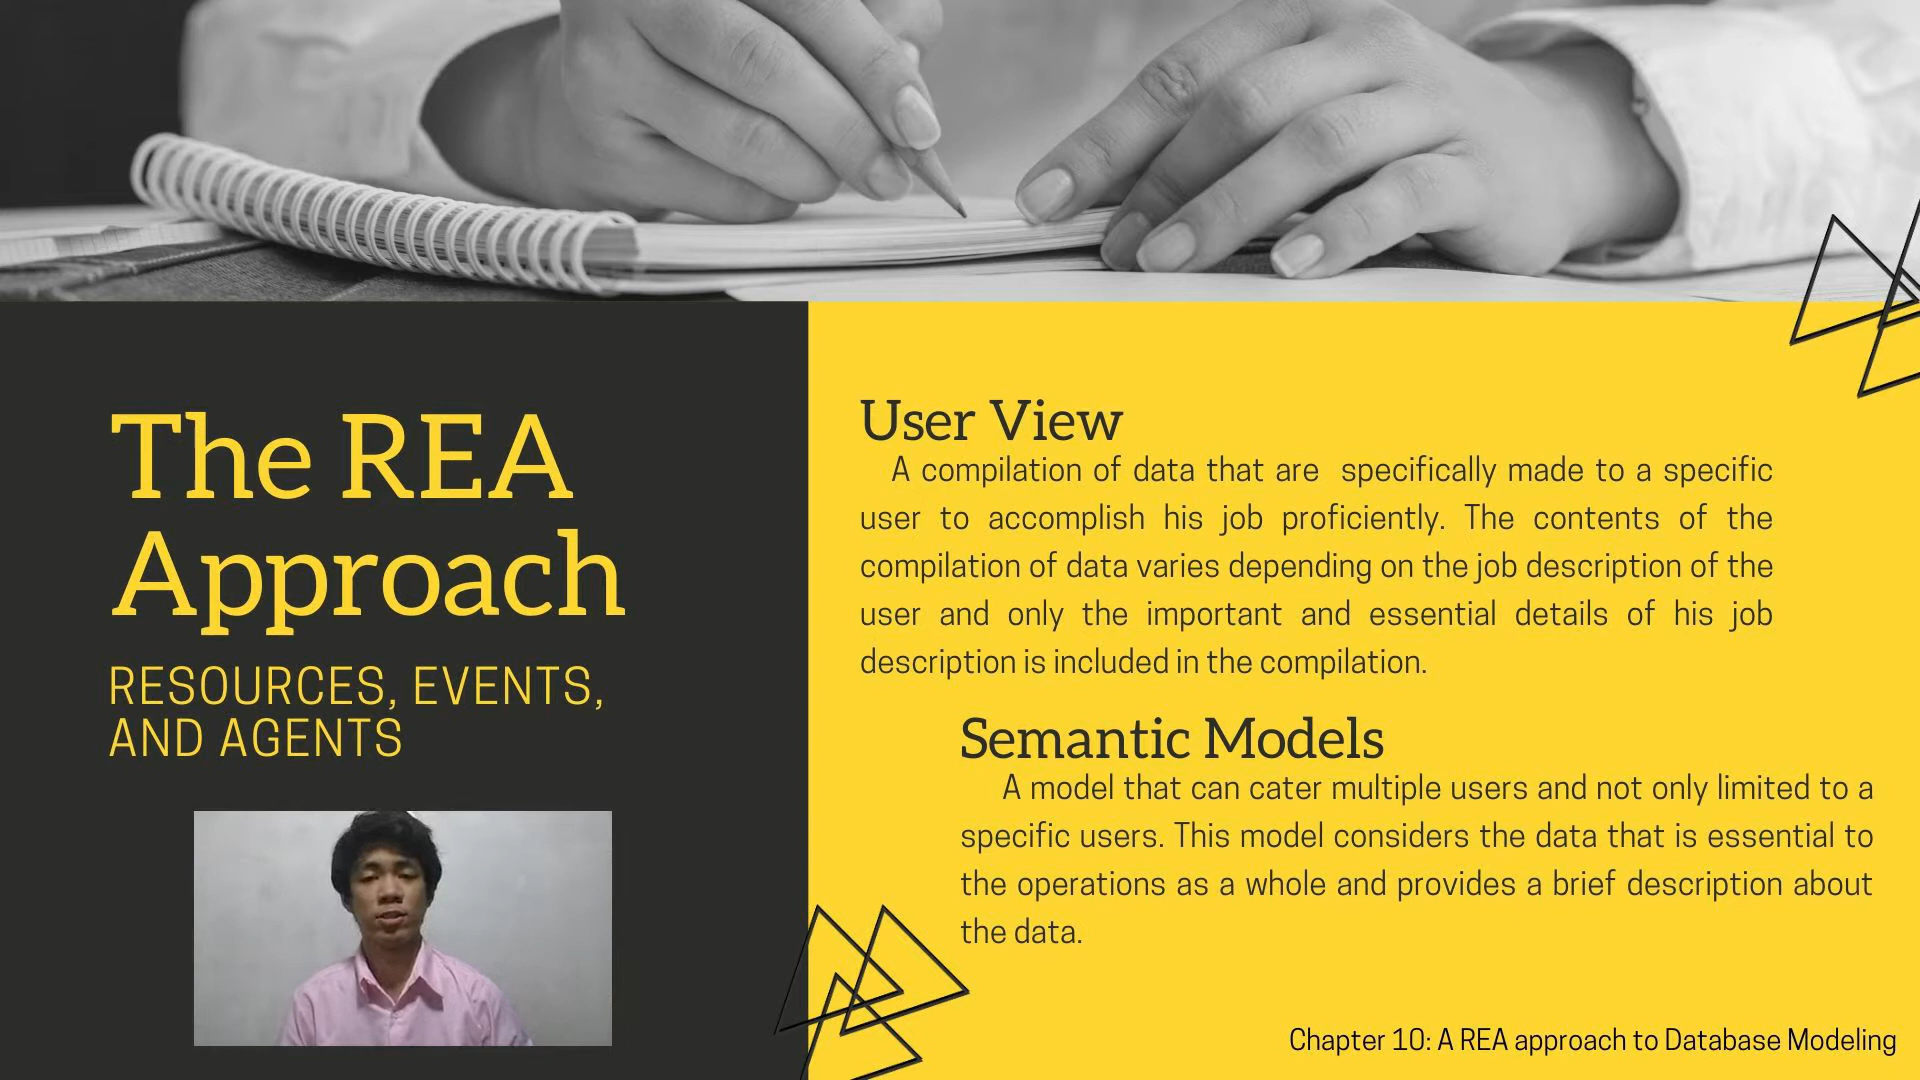 The REA
Approach
RESOURCES, EVENTS,
AND AGENTS
User View
A compilation of data that are specifically made to a specific
user to accomplish his job proficiently. The contents of the
compilation of data varies depending on the job description of the
user and only the important and essential details of his job
description is included in the compilation.
Semantic Models
A model that can cater multiple users and not only limited to a
specific users. This model considers the data that is essential to
the operations as a whole and provides a brief description about
the data.
Chapter 10: A REA approach to Database Modeling